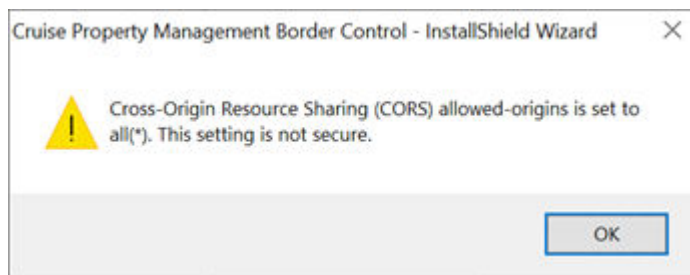 Cruise Property Management Border Control - InstallShield Wizard
Cross-Origin Resource Sharing (CORS) allowed-origins is set to
all(*). This setting is not secure.
OK